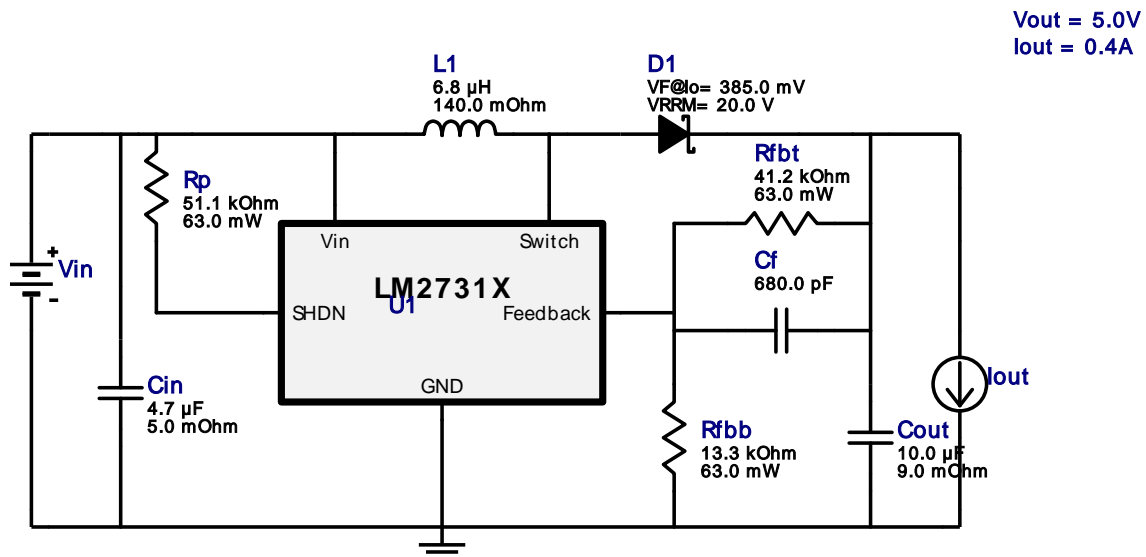 Vout = 5.0V
Iout = 0.4A
L1
6.8 µH
140.0 mOhm
D1
VF@Io= 385.0 mV
VRRM= 20.0 V
Rp
51.1 kOhm
63.0 mW
Rfbt
41.2 kOhm
63.0 mW
Cf
680.0 pF
+
Vin
-
Vin
Switch
LM2731X
U1
SHDN
Feedback
GND
Cin
4.7 µF
5.0 mOhm
Rfbb
13.3 kOhm
63.0 mW
Iout
Cout
10.0 µF
9.0 mOhm